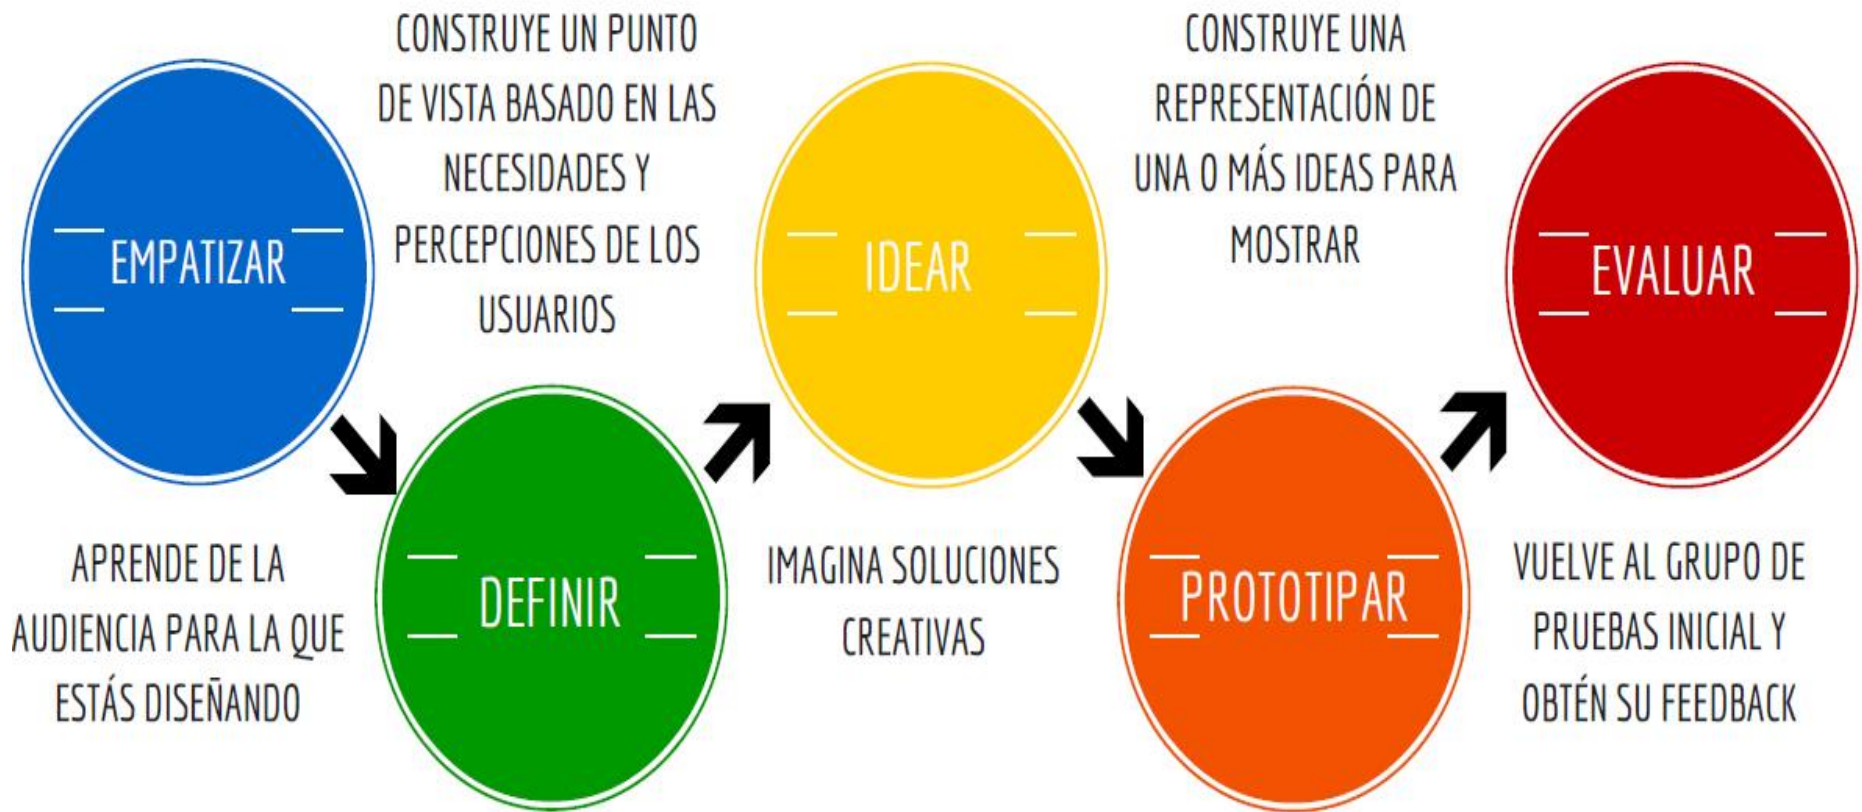 EMPATIZAR
APRENDE DE LA
AUDIENCIA PARA LA QUE
ESTÁS DISEÑANDO
CONSTRUYE UN PUNTO
DE VISTA BASADO EN LAS
NECESIDADES Y
PERCEPCIONES DE LOS
USUARIOS
DEFINIR
IDEAR
IMAGINA SOLUCIONES
CREATIVAS
CONSTRUYE UNA
REPRESENTACIÓN DE
UNA O MÁS IDEAS PARA
MOSTRAR
PROTOTIPAR
EVALUAR
VUELVE AL GRUPO DE
PRUEBAS INICIAL Y
OBTÉN SU FEEDBACK